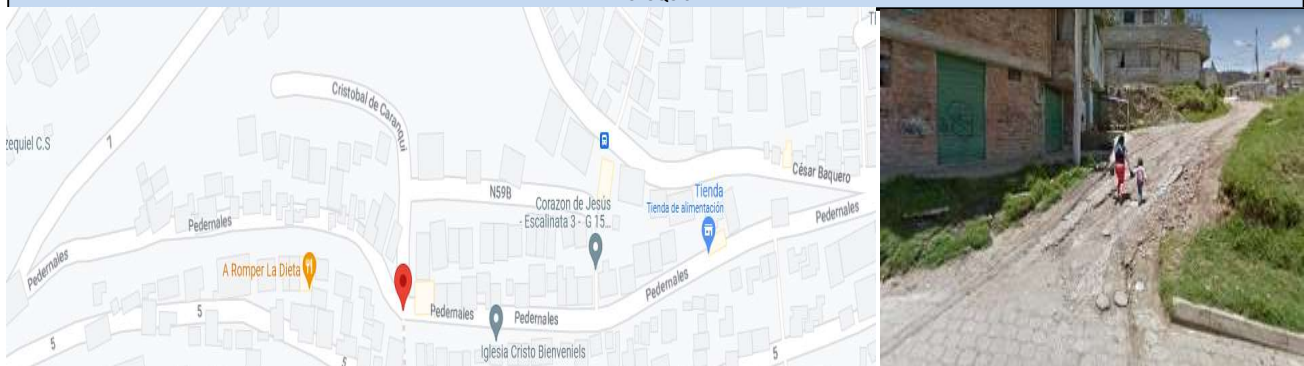 zequiel C.S
1
Cristobal de Caranqui
N59B
César Baquero
Corazon de Jesús
- Escalinata 3 - G 15...
Tienda
Tienda de alimentación
Pedernales
Pedernales
Pedernales
Pedernales
A Romper La Dieta
Pedernales
Pedernales
Iglesia Cristo Bienveniels
5
5
5
5